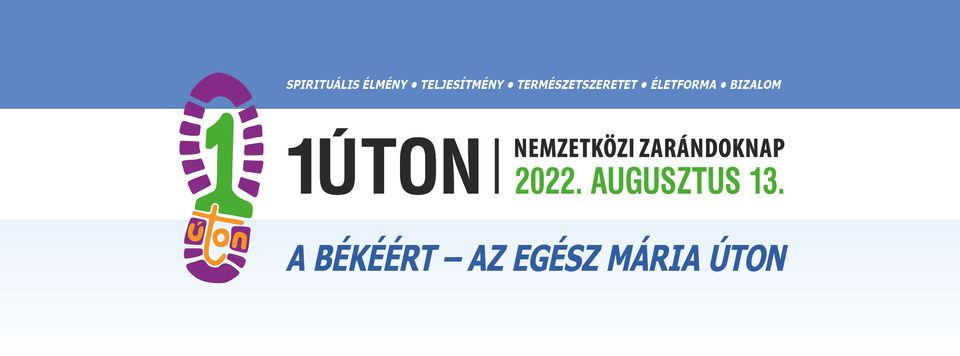 SPIRITUÁLIS ÉLMÉNY • TELJESÍTMÉNY • TERMÉSZETSZERETET • ÉLETFORMA • BIZALOM
1
úton
1ÚTON | NEMZETKÖZI ZARÁNDOKNAP
2022. AUGUSZTUS 13.
A BÉKÉÉRT – AZ EGÉSZ MÁRIA ÚTON